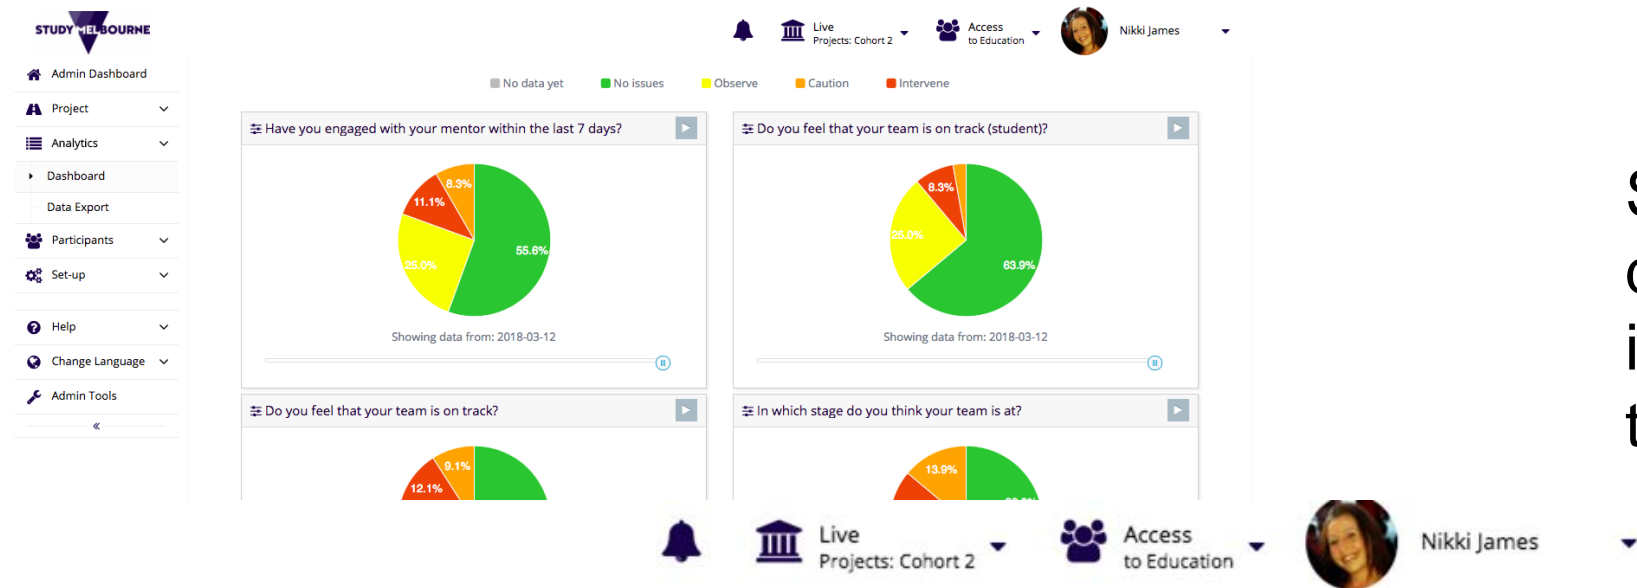 STUDY MELBOURNE
Live
Projects: Cohort 2
Access
to Education
Nikki James
Admin Dashboard
Project
Analytics
Dashboard
Data Export
Participants
Set-up
Help
Change Language
Admin Tools
«
No data yet
No issues
Observe
Caution
Intervene
Have you engaged with your mentor within the last 7 days?
8.3%
11.1%
25.0%
55.6%
Showing data from: 2018-03-12
Do you feel that your team is on track (student)?
8.3%
25.0%
63.9%
Showing data from: 2018-03-12
Do you feel that your team is on track?
9.1%
12.1%
In which stage do you think your team is at?
13.9%
Live
Projects: Cohort 2
Access
to Education
Nikki James